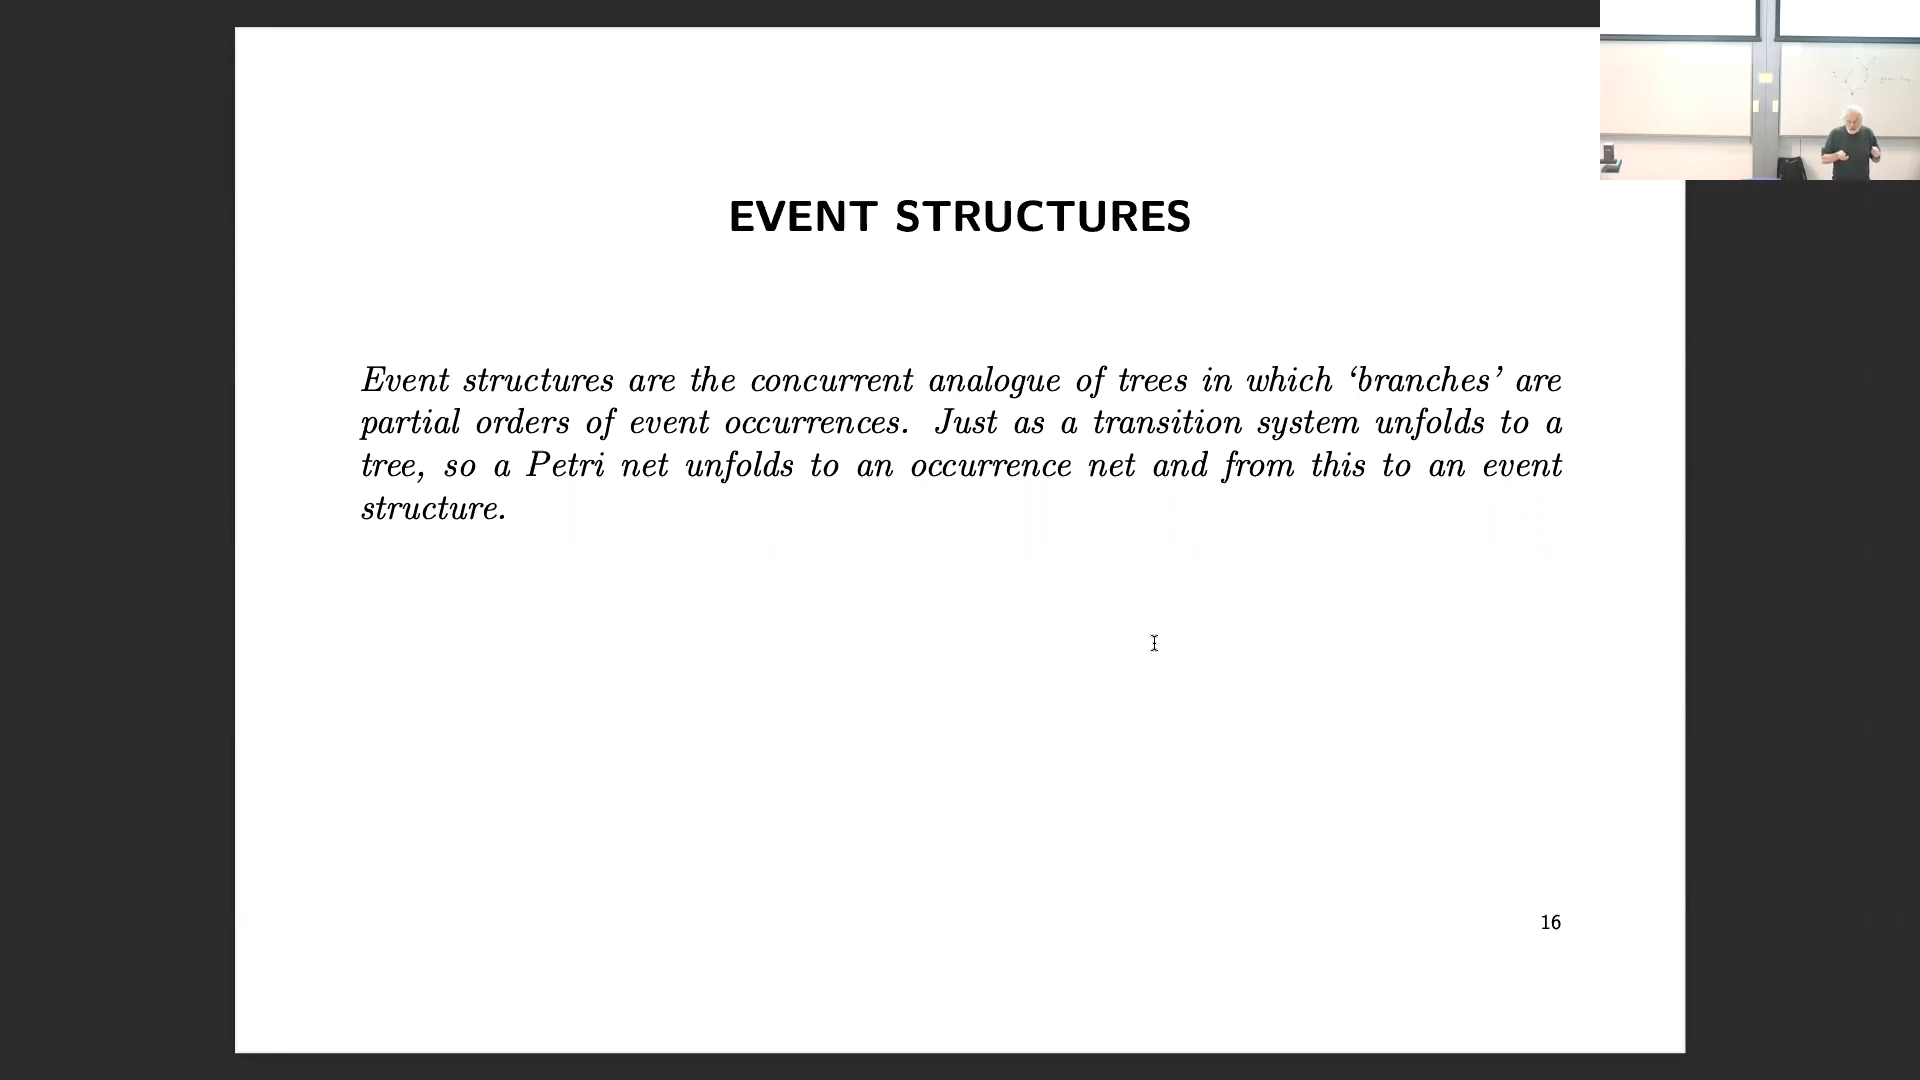 EVENT STRUCTURES
Event structures are the concurrent analogue of trees in which ‘branches’ are
partial orders of event occurrences. Just as a transition system unfolds to a
tree, so a Petri net unfolds to an occurrence net and from this to an event
structure.
16